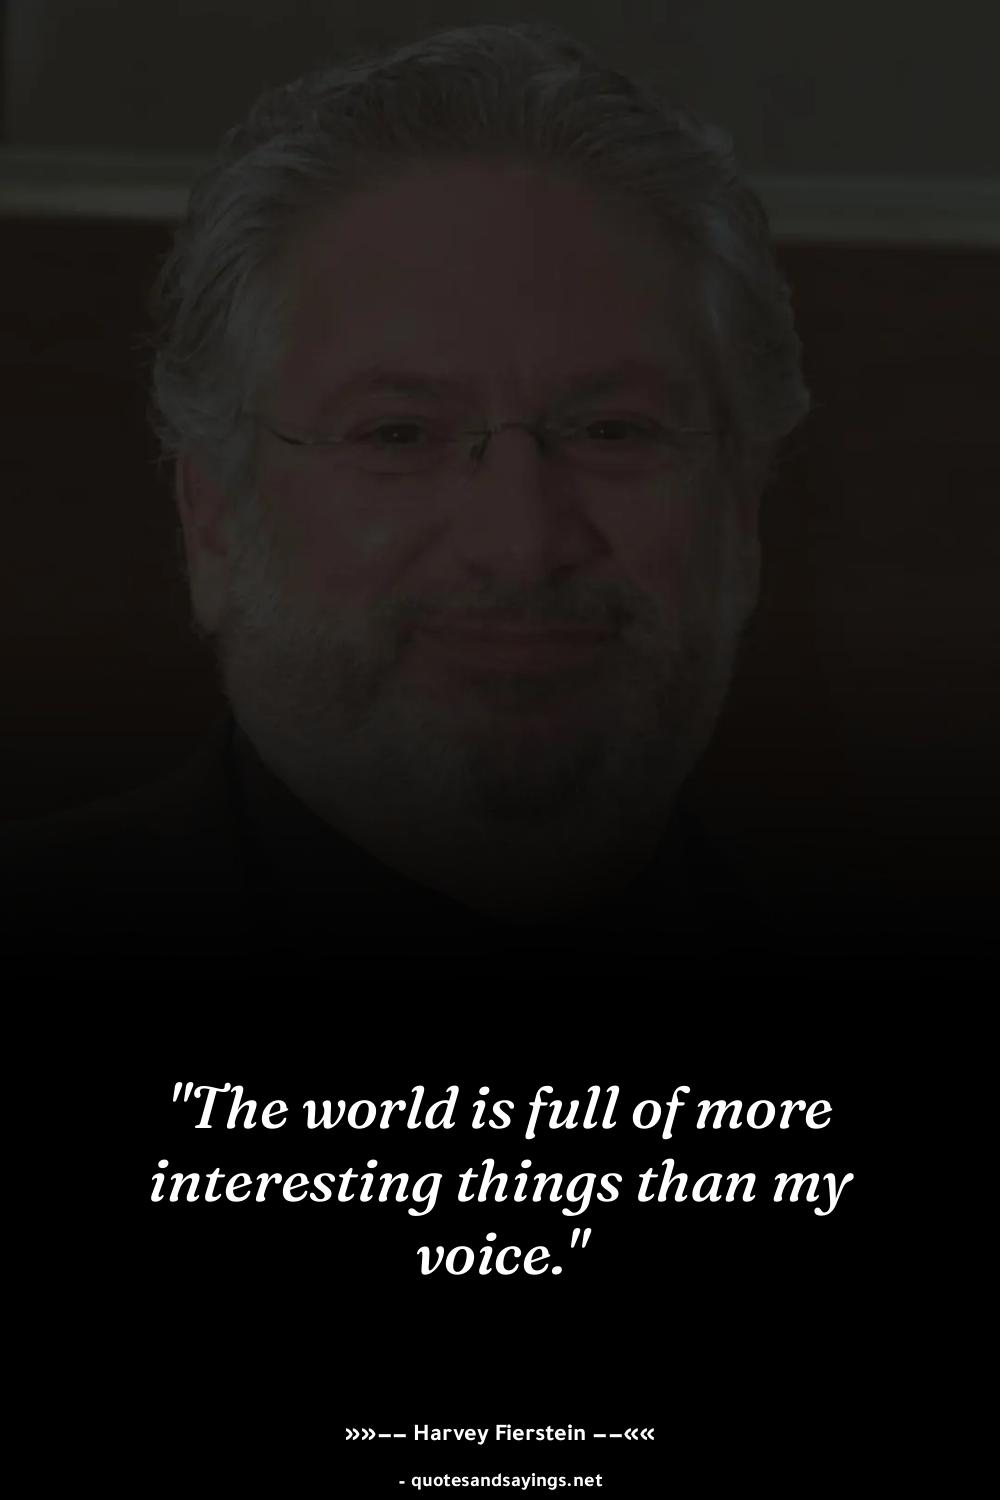 "The world is full of more
interesting things than my
voice."
»»–– Harvey Fierstein ––««
- quotesandsayings.net